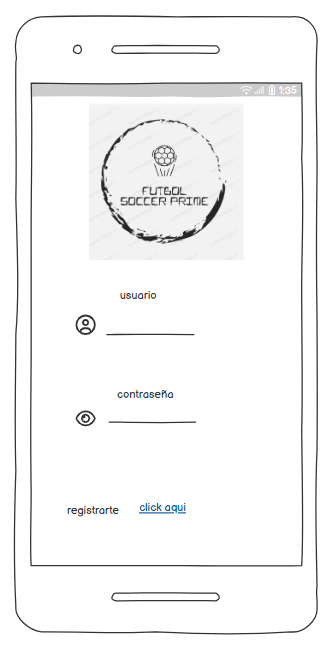 1:35
FUTBOL
SOCCER PRIME
usuario
contraseña
registrarte click aqui